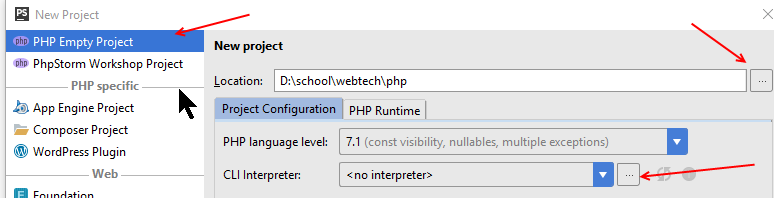 PS New Project
php PHP Empty Project
php PhpStorm Workshop Project
PHP specific
App Engine Project
Composer Project
WordPress Plugin
Web
Foundation
New project
Location: D:\school\webtech\php ...
Project Configuration PHP Runtime
PHP language level: 7.1 (const visibility, nullables, multiple exceptions)
CLI Interpreter: <no interpreter> ...